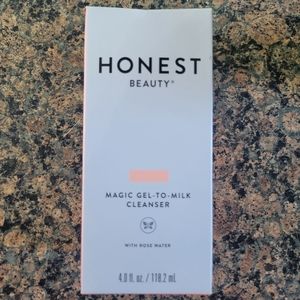 HONEST
BEAUTY®
MAGIC GEL-TO-MILK
CLEANSER
WITH ROSE WATER
4.0 fl. oz. / 118.2 mL